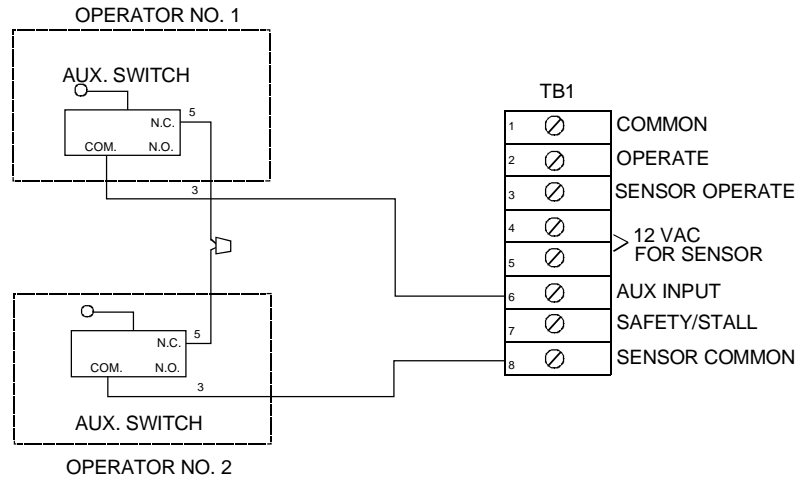 OPERATOR NO. 1
AUX. SWITCH
N.C.
5
COM.
N.O.
3
TB1
1 COMMON
2 OPERATE
3 SENSOR OPERATE
4
12 VAC
FOR SENSOR
5
6 AUX INPUT
7 SAFETY/STALL
8 SENSOR COMMON
N.C.
5
COM.
N.O.
3
AUX. SWITCH
OPERATOR NO. 2